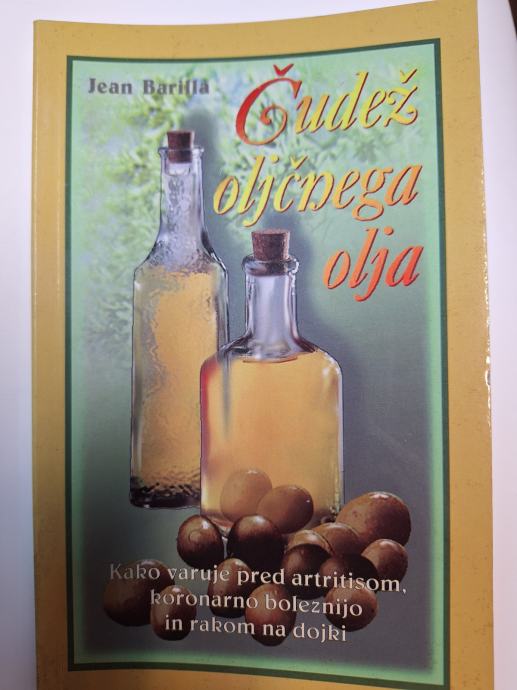 Jean Barilla
Čudež
oljčnega
olja
Kako varuje pred artritisom,
koronarno boleznijo
in rakom na dojki